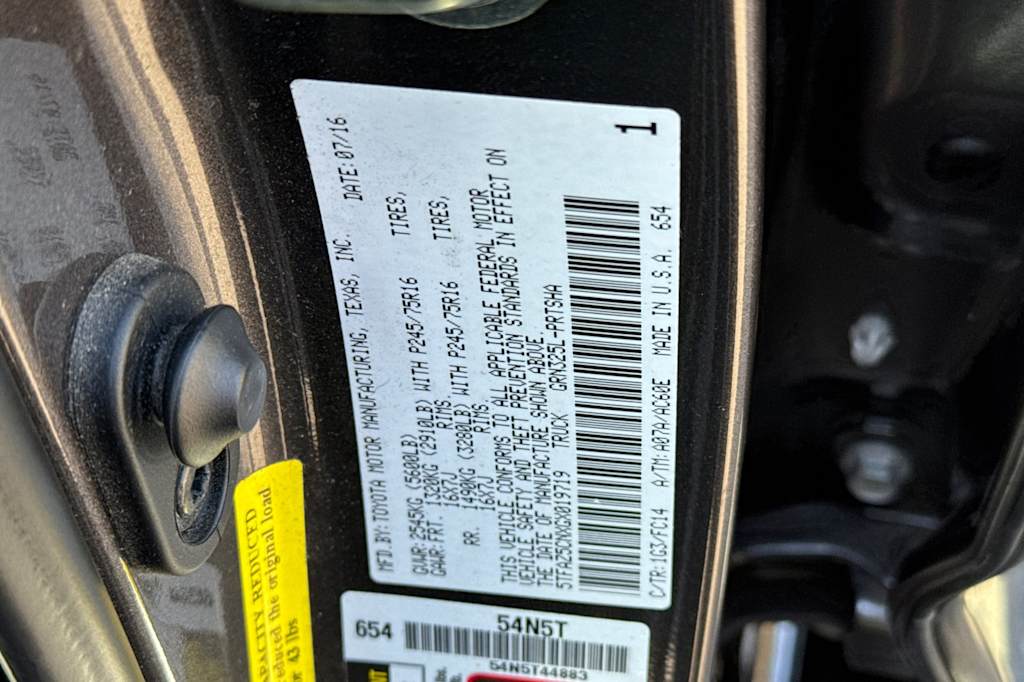 MFD.BY:TOYOTA MOTOR MANUFACTURING, TEXAS, INC. DATE:07/16
GVWR:2545KG (5600LB)
GAWR:FRT. 1320KG (2910LB) WITH P245/75R16 TIRES,
16X7J RIMS
RR. 1490KG (3280LB) WITH P245/75R16 TIRES,
16X7J RIMS
THIS VEHICLE CONFORMS TO ALL APPLICABLE FEDERAL MOTOR
VEHICLE SAFETY AND THEFT PREVENTION STANDARDS IN EFFECT ON
THE DATE OF MANUFACTURE SHOWN ABOVE.
5TFAZ5CN0GX019719 TRUCK GRN325L-PRTSHA
C/TR:1G3/FC14 A/TM:A07A/AC60E MADE IN U.S.A. 654
1
654
54N5T
54N5T44883
APACITY REDUCED
educed the original load
43 lbs